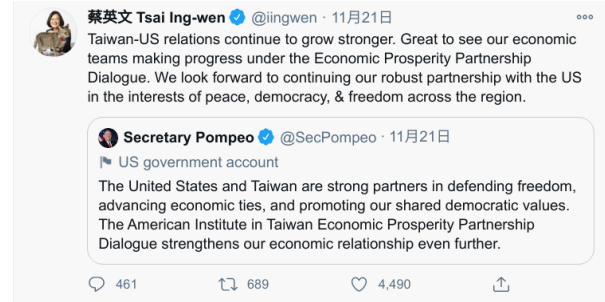 蔡英文 Tsai Ing-wen @iingwen · 11月21日
Taiwan-US relations continue to grow stronger. Great to see our economic
teams making progress under the Economic Prosperity Partnership
Dialogue. We look forward to continuing our robust partnership with the US
in the interests of peace, democracy, & freedom across the region.
Secretary Pompeo @SecPompeo · 11月21日
US government account
The United States and Taiwan are strong partners in defending freedom,
advancing economic ties, and promoting our shared democratic values.
The American Institute in Taiwan Economic Prosperity Partnership
Dialogue strengthens our economic relationship even further.
461 689 4,490